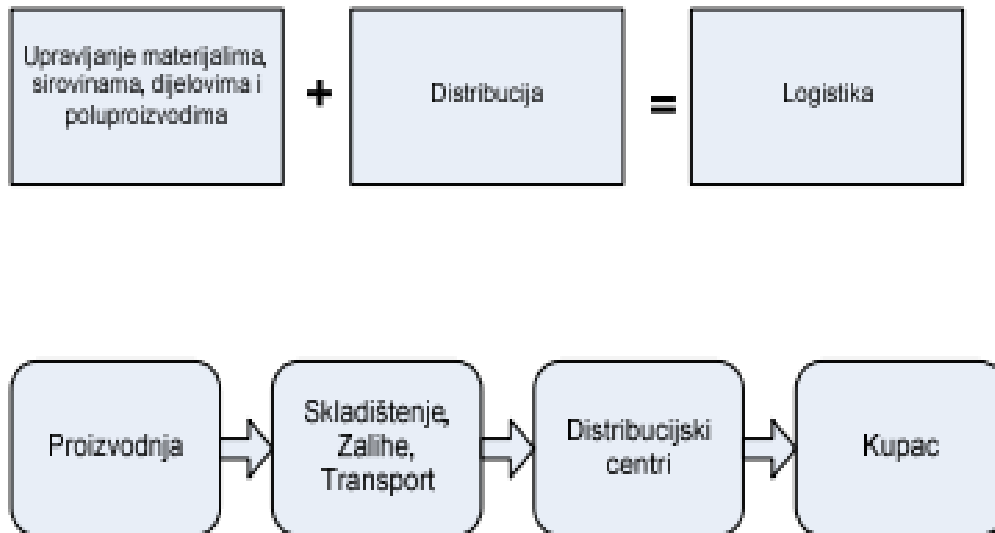 Upravljanje materijalima,
sirovinama, dijelovima i
poluproizvodima
+
Distribucija
=
Logistika
Proizvodnja
Skladištenje,
Zalihe,
Transport
Distribucijski
centri
Kupac